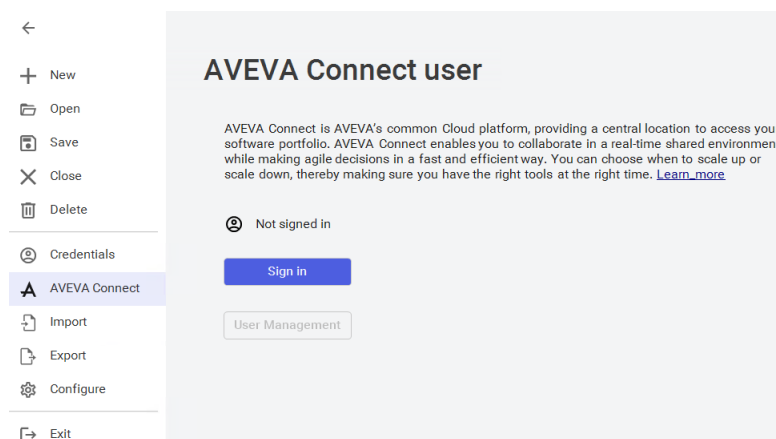 New
Open
Save
Close
Delete
Credentials
AVEVA Connect
Import
Export
Configure
Exit
AVEVA Connect user
AVEVA Connect is AVEVA's common Cloud platform, providing a central location to access you
software portfolio. AVEVA Connect enables you to collaborate in a real-time shared environmen
while making agile decisions in a fast and efficient way. You can choose when to scale up or
scale down, thereby making sure you have the right tools at the right time. Learn_more
Not signed in
Sign in
User Management